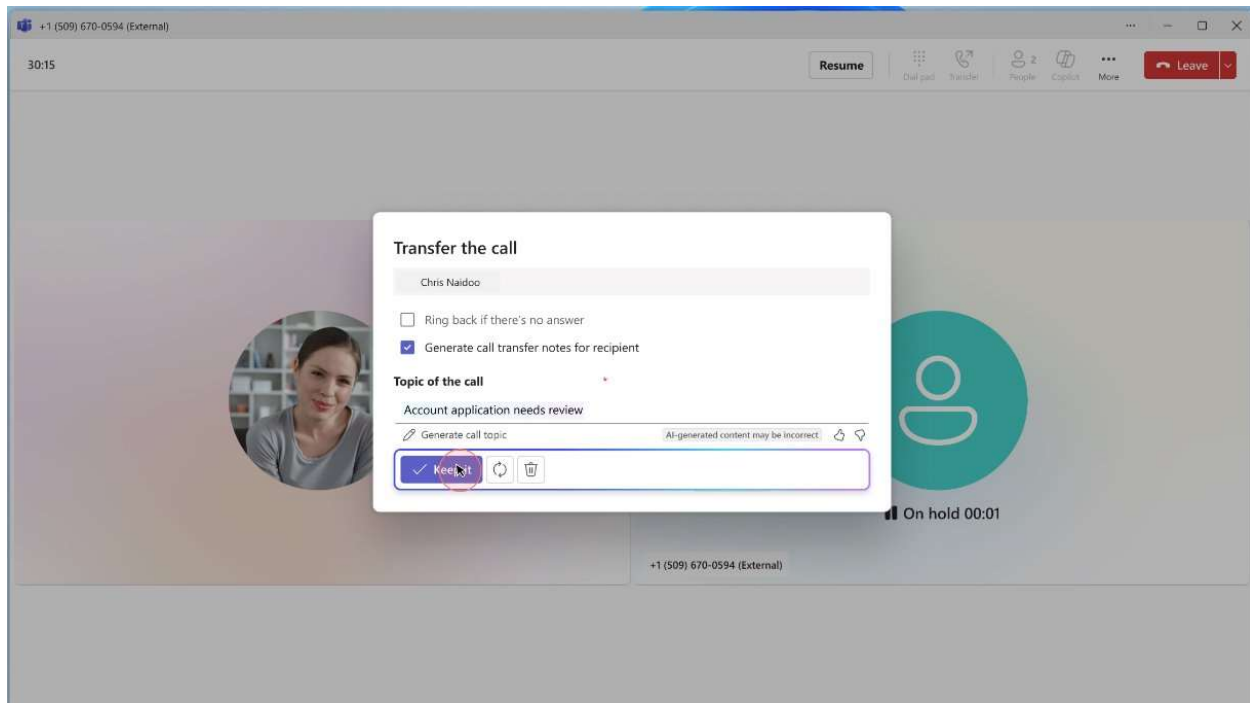 +1 (509) 670-0594 (External)
30:15
Resume
Dial pad
Transfer
People
2
Copilot
More
Leave
Transfer the call
Chris Naidoo
Ring back if there's no answer
Generate call transfer notes for recipient
Topic of the call *
Account application needs review
Generate call topic
AI-generated content may be incorrect
Keep it
On hold 00:01
+1 (509) 670-0594 (External)